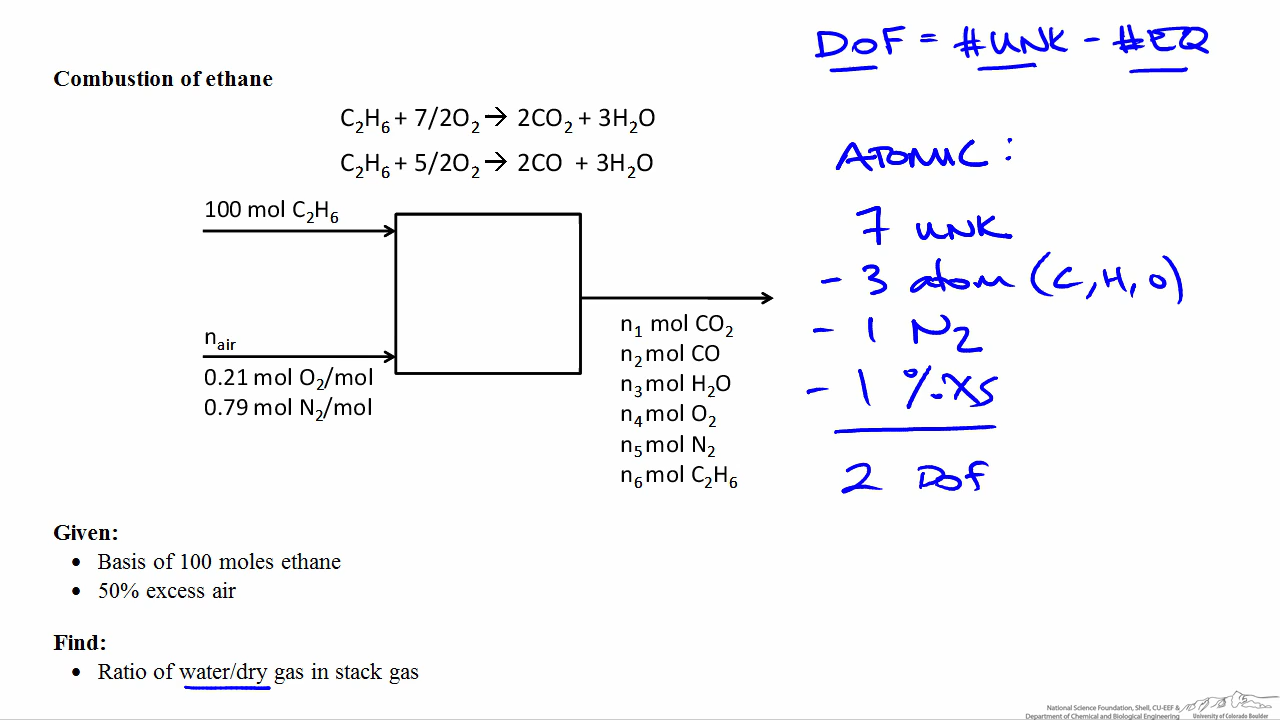 DOF = #UNK - #EQ
Combustion of ethane
C₂H₆ + 7/2O₂ → 2CO₂ + 3H₂O
C₂H₆ + 5/2O₂ → 2CO + 3H₂O
ATOMIC:
100 mol C₂H₆
7 UNK
- 3 atom (C, H, O)
n₁ mol CO₂
- 1 N₂
n_air
n₂ mol CO
0.21 mol O₂/mol
n₃ mol H₂O
- 1 %XS
0.79 mol N₂/mol
n₄ mol O₂
n₅ mol N₂
n₆ mol C₂H₆
2 DOF
Given:
• Basis of 100 moles ethane
• 50% excess air
Find:
• Ratio of water/dry gas in stack gas
National Science Foundation, Shell, CU-EEF &
Department of Chemical and Biological Engineering
University of Colorado Boulder